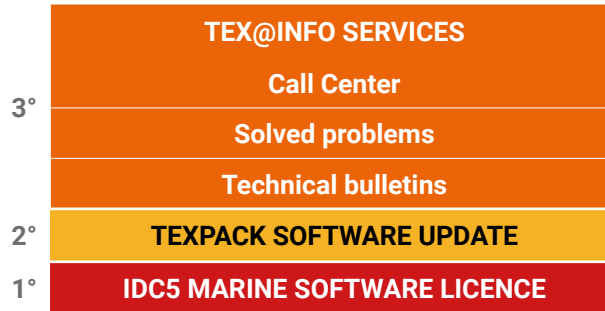 TEX@INFO SERVICES
Call Center
3°
Solved problems
Technical bulletins
2° TEXPACK SOFTWARE UPDATE
1° IDC5 MARINE SOFTWARE LICENCE